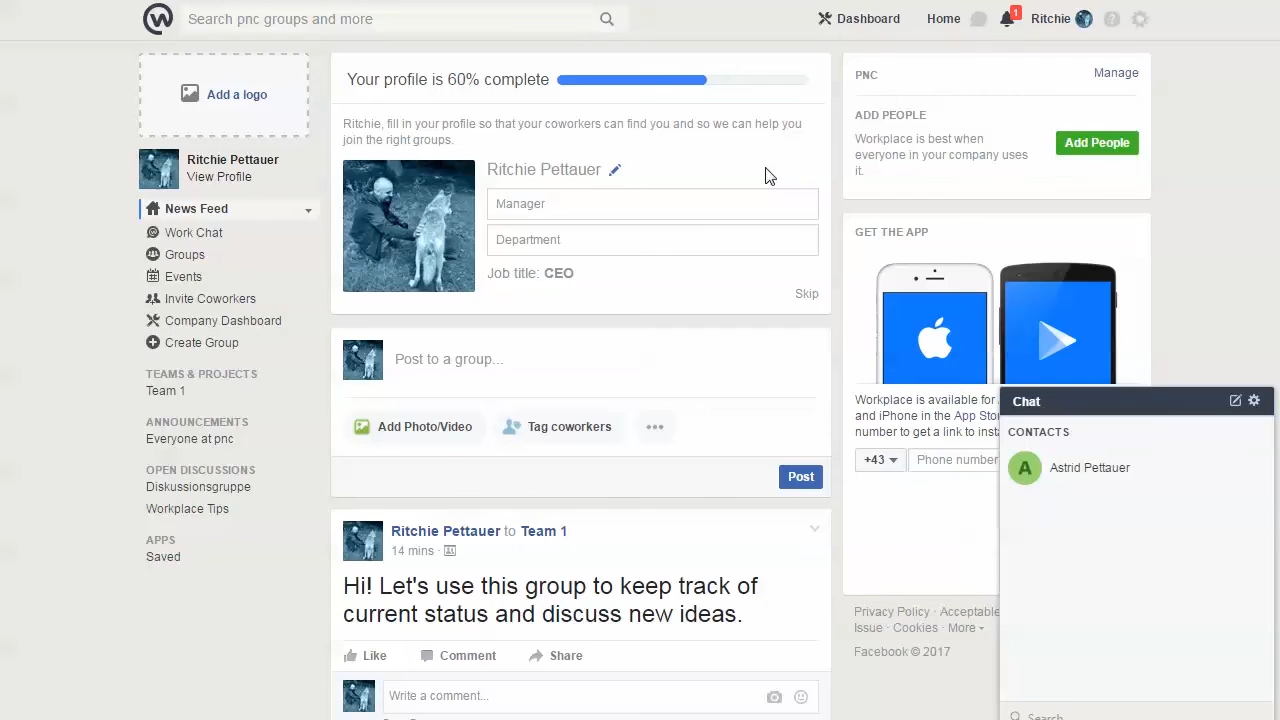 Search pnc groups and more
Dashboard
Home
1
Ritchie
Add a logo
Ritchie Pettauer
View Profile
News Feed
Work Chat
Groups
Events
Invite Coworkers
Company Dashboard
Create Group
TEAMS & PROJECTS
Team 1
ANNOUNCEMENTS
Everyone at pnc
OPEN DISCUSSIONS
Diskussionsgruppe
Workplace Tips
APPS
Saved
Your profile is 60% complete
Ritchie, fill in your profile so that your coworkers can find you and so we can help you
join the right groups.
Ritchie Pettauer
Manager
Department
Job title: CEO
Skip
Post to a group...
Add Photo/Video
Tag coworkers
Post
Ritchie Pettauer to Team 1
14 mins ·
Hi! Let's use this group to keep track of
current status and discuss new ideas.
Like
Comment
Share
Write a comment...
PNC
Manage
ADD PEOPLE
Workplace is best when
everyone in your company uses
it.
Add People
GET THE APP
Workplace is available for
and iPhone in the App Sto
number to get a link to insta
+43
Phone number
Privacy Policy · Acceptable
Issue · Cookies · More
Facebook © 2017
Chat
CONTACTS
A
Astrid Pettauer
Search